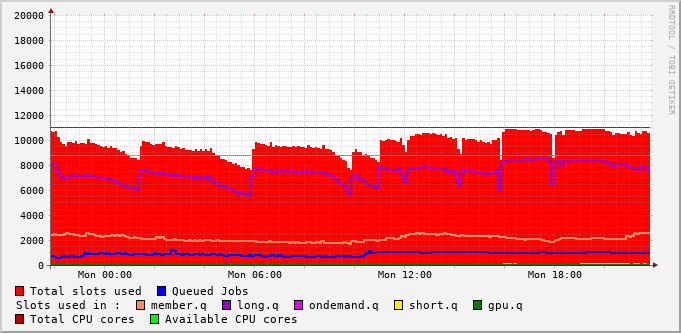 20000
18000
16000
14000
12000
10000
8000
6000
4000
2000
0
Mon 00:00 Mon 06:00 Mon 12:00 Mon 18:00
RRDTOOL / TOBI OETIKER
Total slots used Queued Jobs
Slots used in : member.q long.q ondemand.q short.q gpu.q
Total CPU cores Available CPU cores